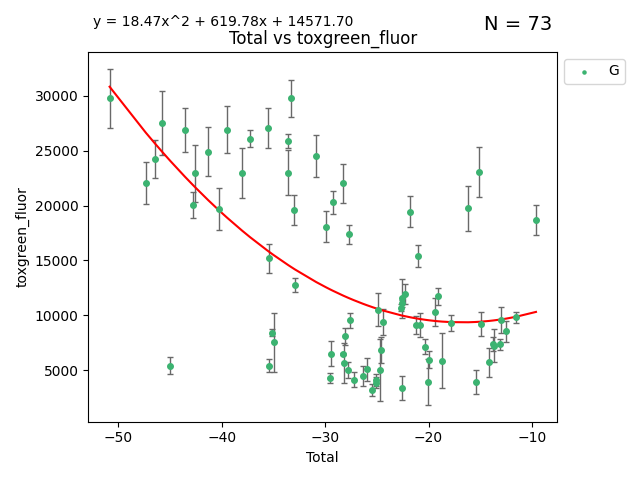 y = 18.47x^2 + 619.78x + 14571.70
N = 73
Total vs toxgreen_fluor
G
30000
25000
20000
15000
10000
5000
toxgreen_fluor
−50
−40
−30
−20
−10
Total